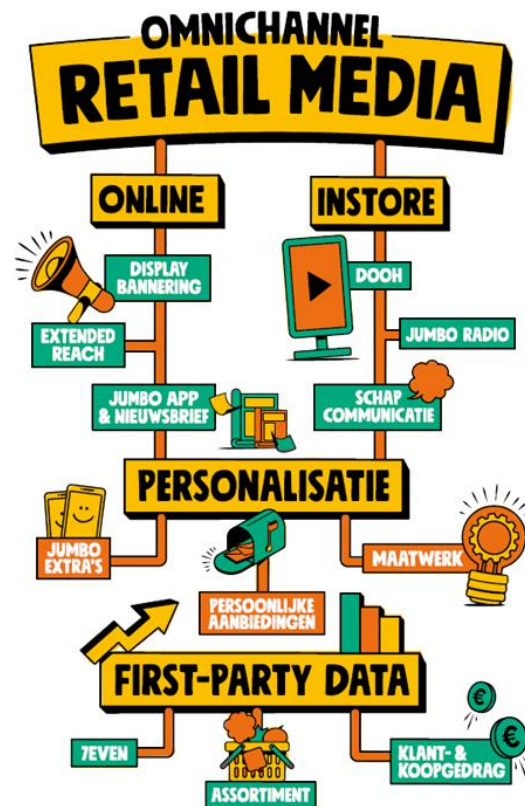 OMNICHANNEL
RETAIL MEDIA
ONLINE
INSTORE
DISPLAY
BANNERING
DOOH
EXTENDED
REACH
JUMBO RADIO
JUMBO APP
& NIEUWSBRIEF
SCHAP
COMMUNICATIE
PERSONALISATIE
JUMBO
EXTRA'S
MAATWERK
PERSOONLIJKE
AANBIEDINGEN
FIRST-PARTY DATA
7EVEN
KLANT- &
KOOPGEDRAG
ASSORTIMENT
€
€